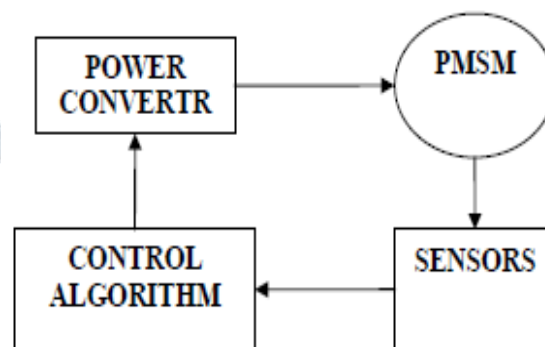 POWER
CONVERTR
PMSM
CONTROL
ALGORITHM
SENSORS